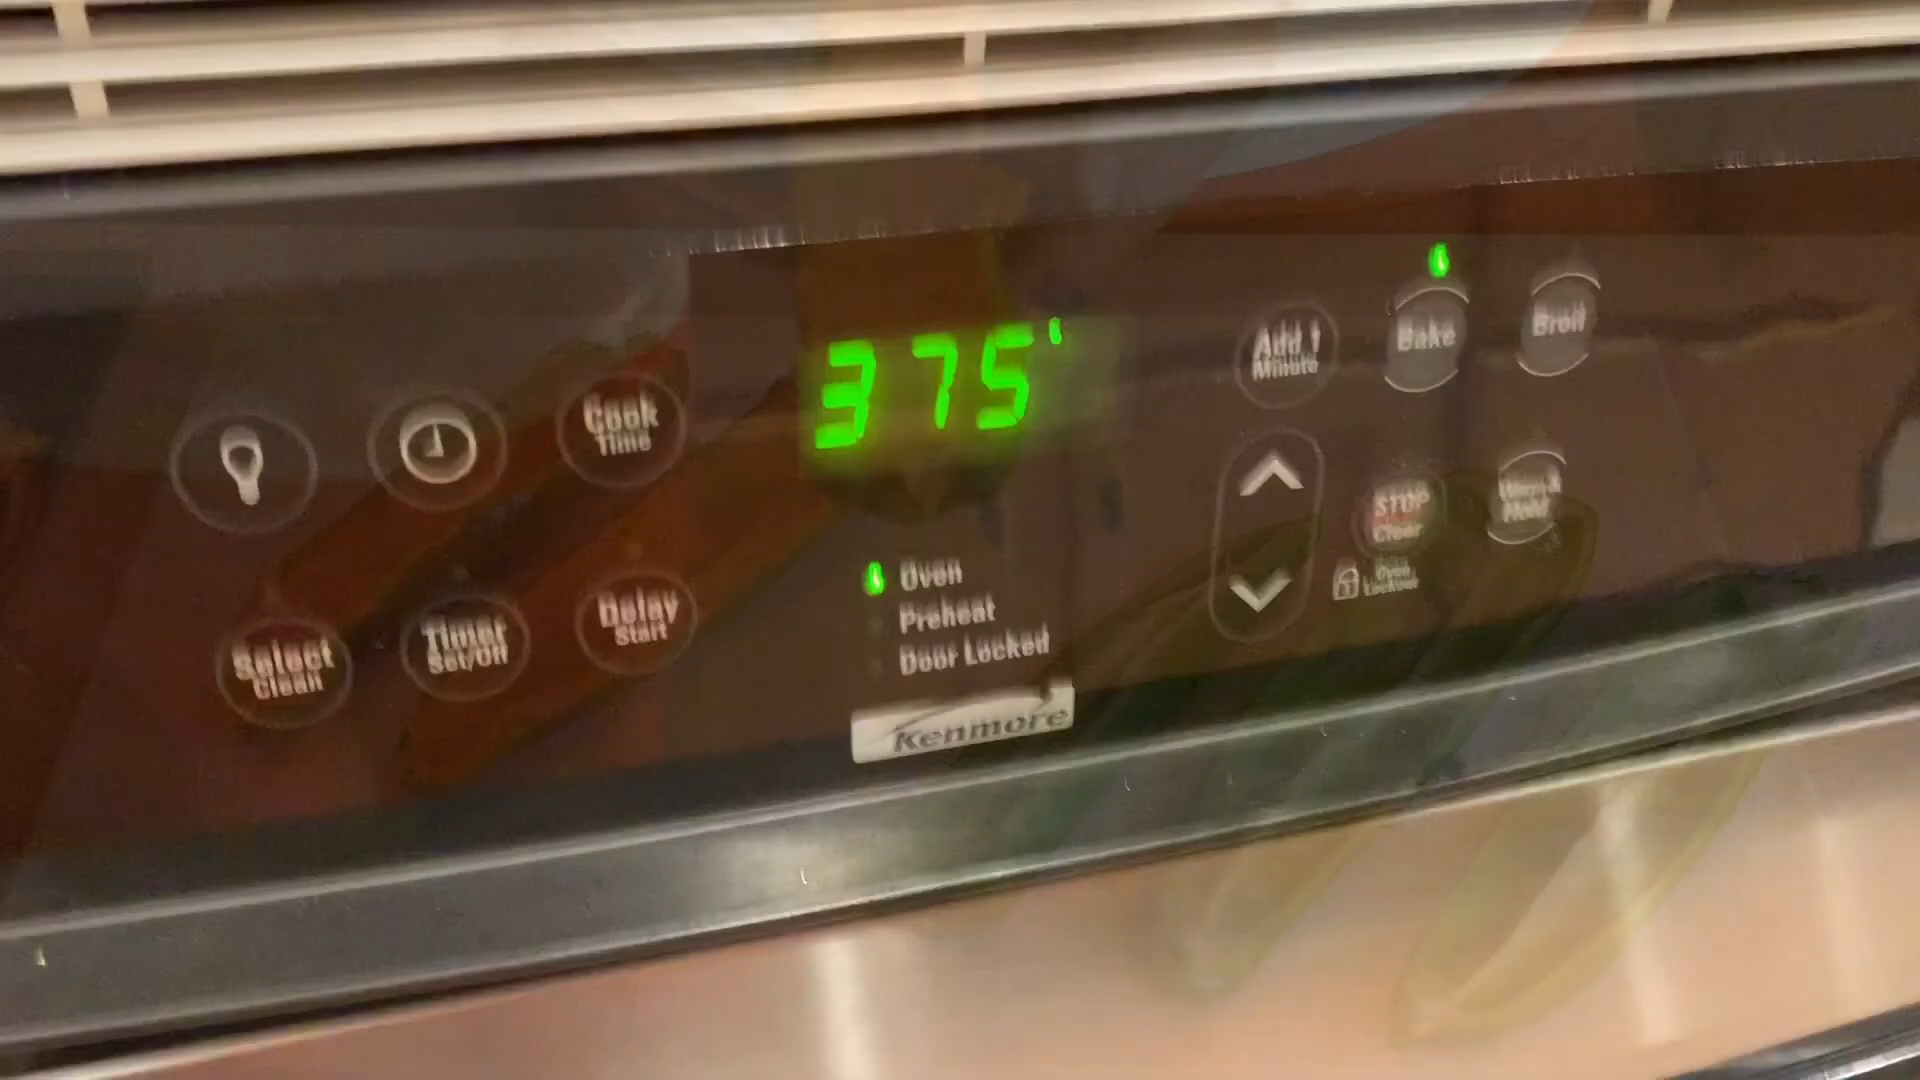 375°
Add 1
Minute
Bake
Broil
Cook
Time
STOP
Clear
Oven
Lockout
Oven
Preheat
Door Locked
Select
Clean
Timer
Set/Off
Delay
Start
Kenmore